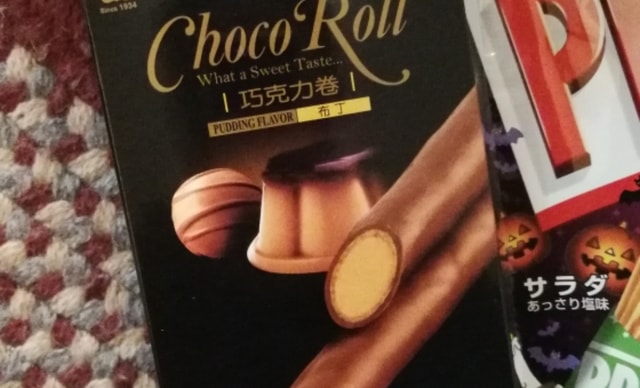 Since 1934
Choco Roll
What a Sweet Taste...
巧克力卷
PUDDING FLAVOR
布丁
P
サラダ
あっさり塩味